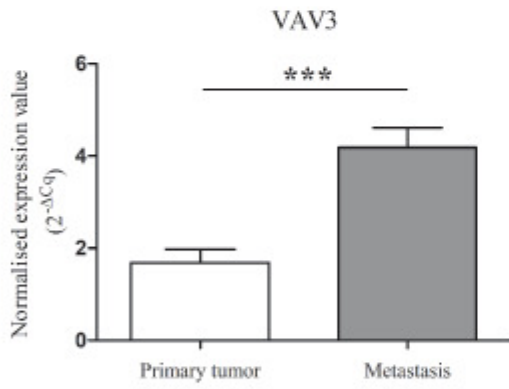 VAV3
Normalised expression value
(2^-ΔCq)
6
4
2
0
***
Primary tumor
Metastasis